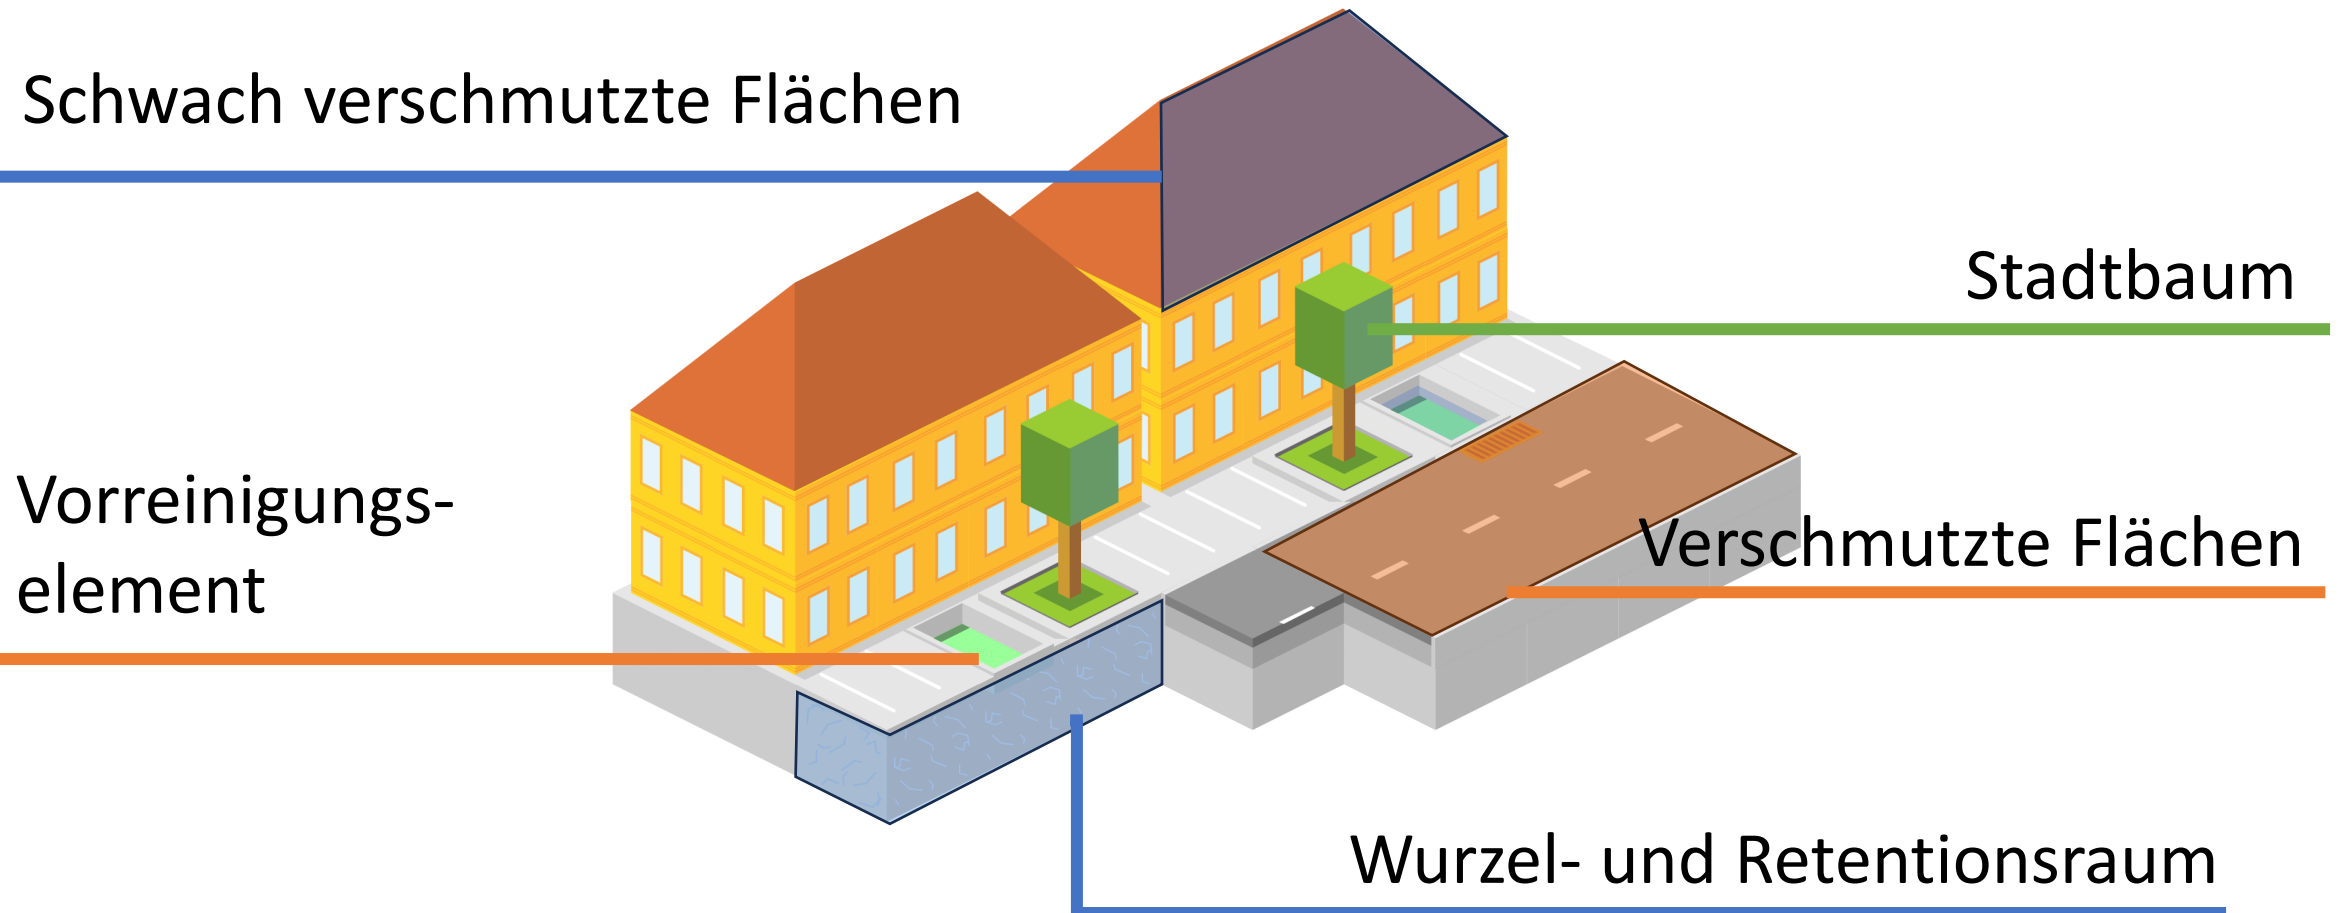 Schwach verschmutzte Flächen
Stadtbaum
Vorreinigungs-
element
Verschmutzte Flächen
Wurzel- und Retentionsraum